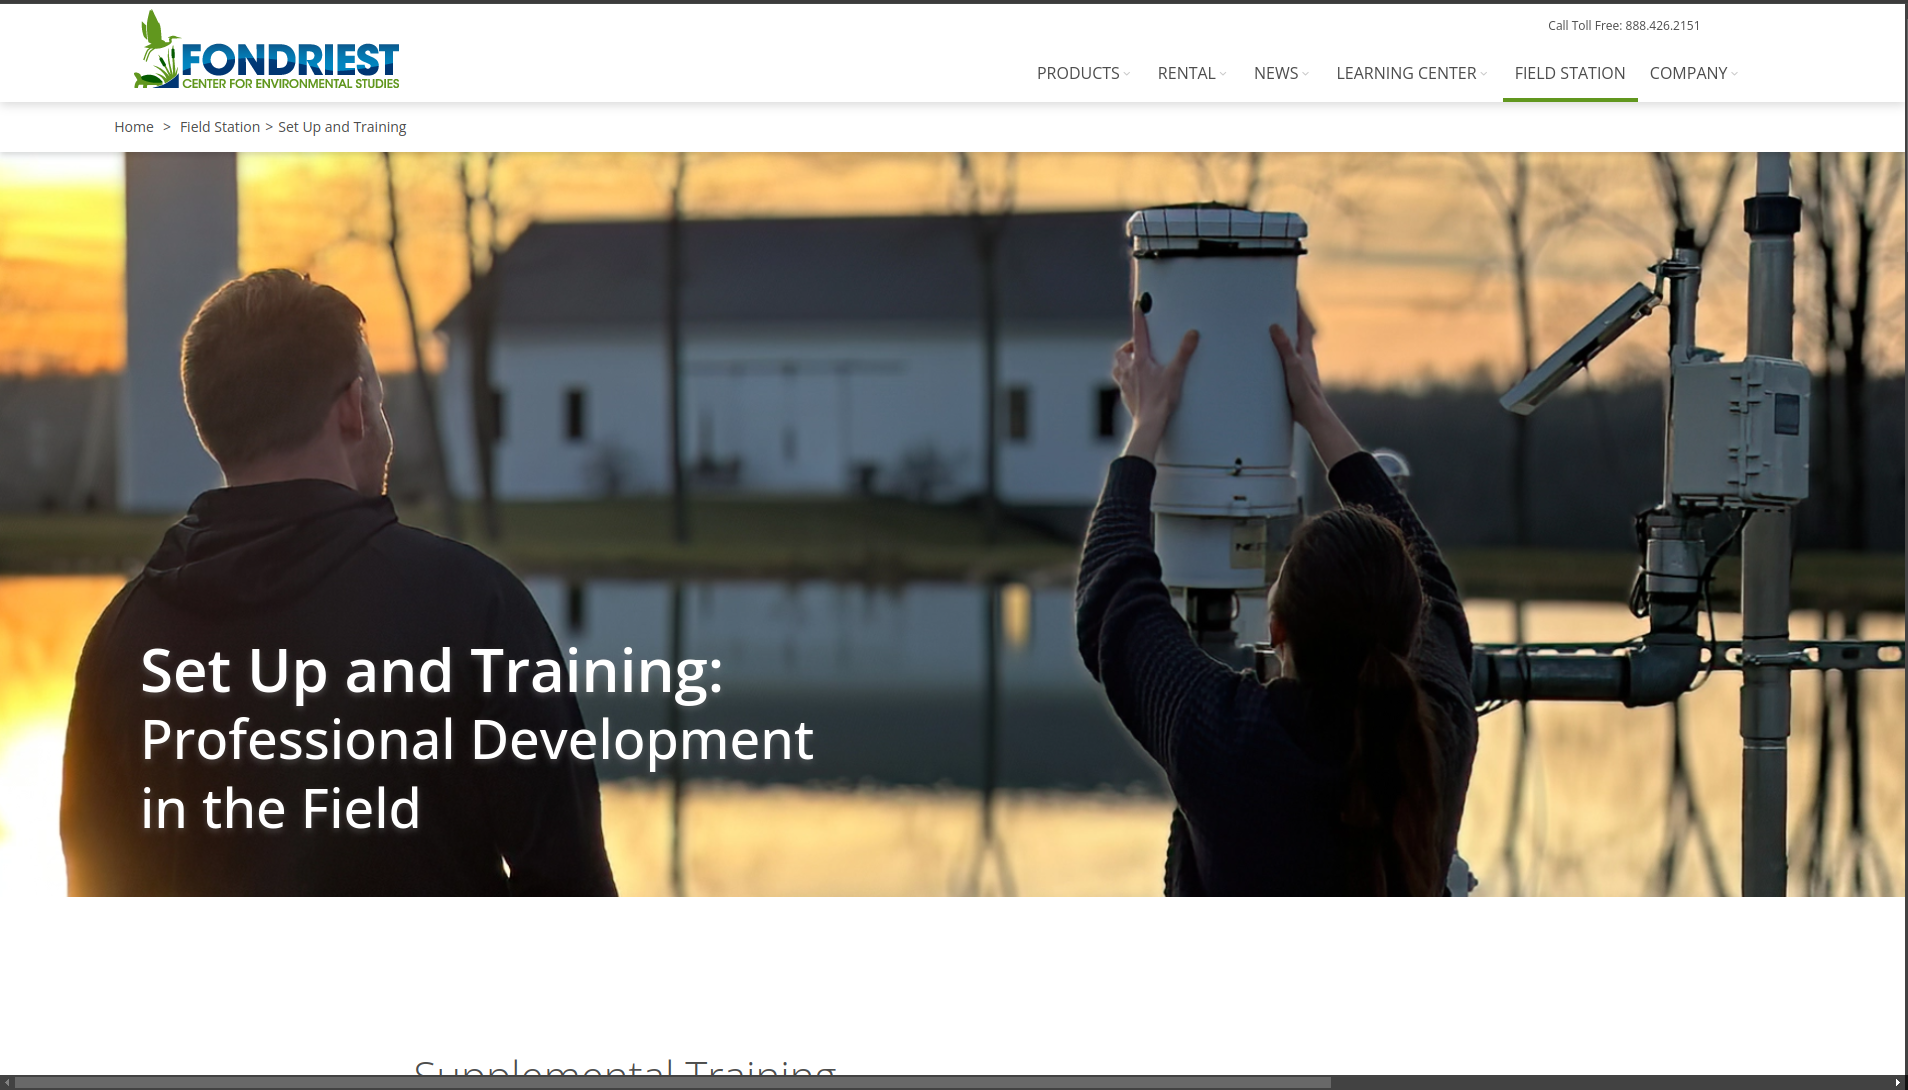 Call Toll Free: 888.426.2151
FONDRIEST
CENTER FOR ENVIRONMENTAL STUDIES
PRODUCTS RENTAL NEWS LEARNING CENTER FIELD STATION COMPANY
Home > Field Station > Set Up and Training
Set Up and Training:
Professional Development
in the Field
Supplemental Training